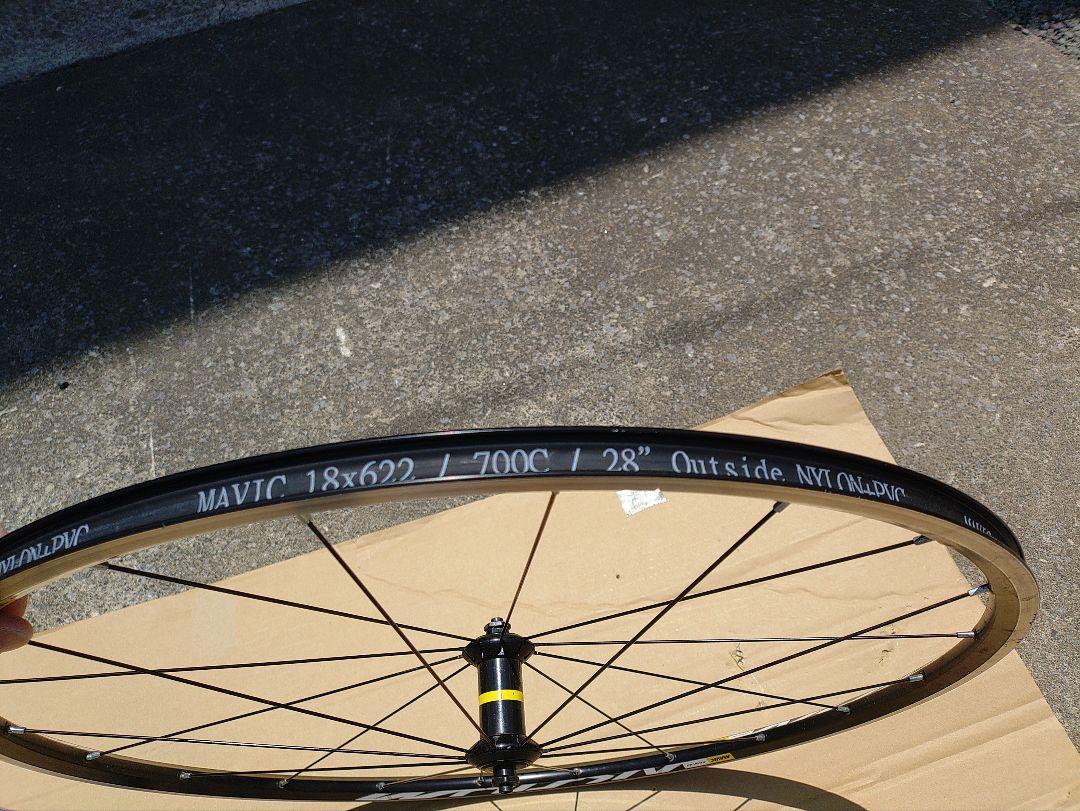 MAVIC 18x622 / 700C / 28" Outside NYLON+PVC
NYLON+PVC